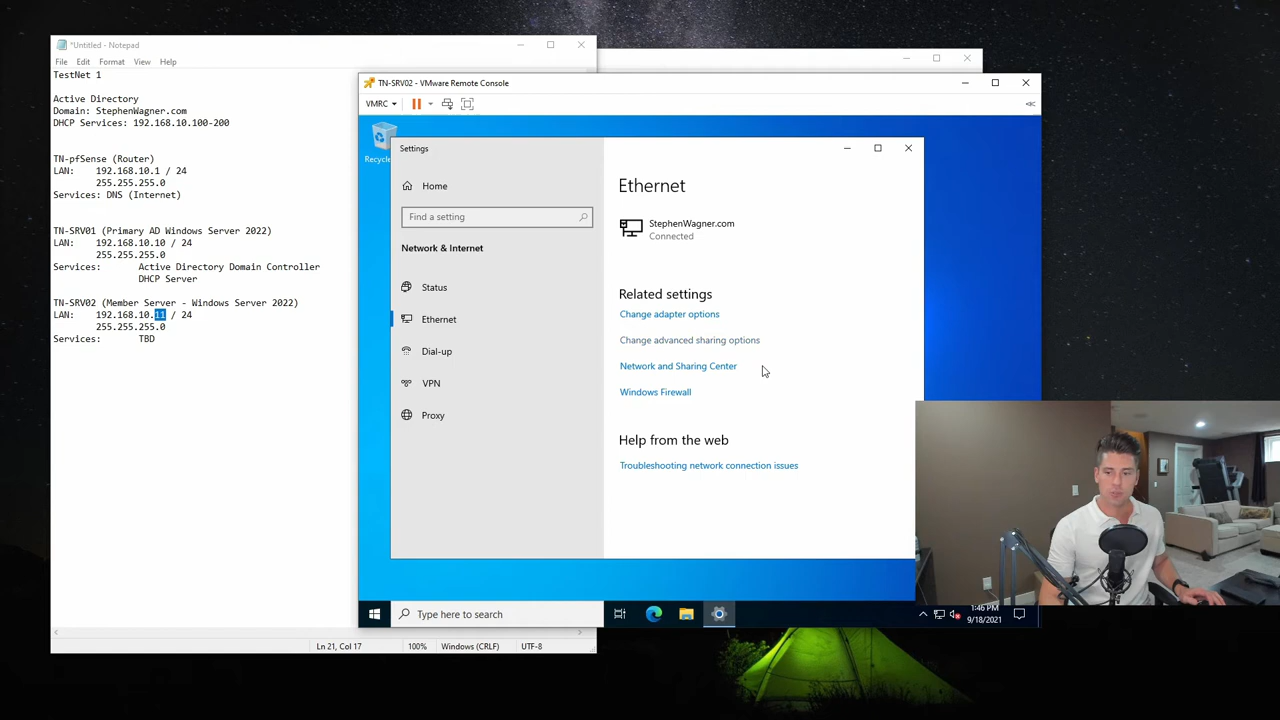 *Untitled - Notepad
File Edit Format View Help
TestNet 1
Active Directory
Domain: StephenWagner.com
DHCP Services: 192.168.10.100-200
TN-pfSense (Router)
LAN: 192.168.10.1 / 24
255.255.255.0
Services: DNS (Internet)
TN-SRV01 (Primary AD Windows Server 2022)
LAN: 192.168.10.10 / 24
255.255.255.0
Services: Active Directory Domain Controller
DHCP Server
TN-SRV02 (Member Server - Windows Server 2022)
LAN: 192.168.10.11 / 24
255.255.255.0
Services: TBD
Ln 21, Col 17 100% Windows (CRLF) UTF-8
TN-SRV02 - VMware Remote Console
VMRC
Recycle
Settings
Home
Find a setting
Network & Internet
Status
Ethernet
Dial-up
VPN
Proxy
Ethernet
StephenWagner.com
Connected
Related settings
Change adapter options
Change advanced sharing options
Network and Sharing Center
Windows Firewall
Help from the web
Troubleshooting network connection issues
Type here to search
1:46 PM
9/18/2021